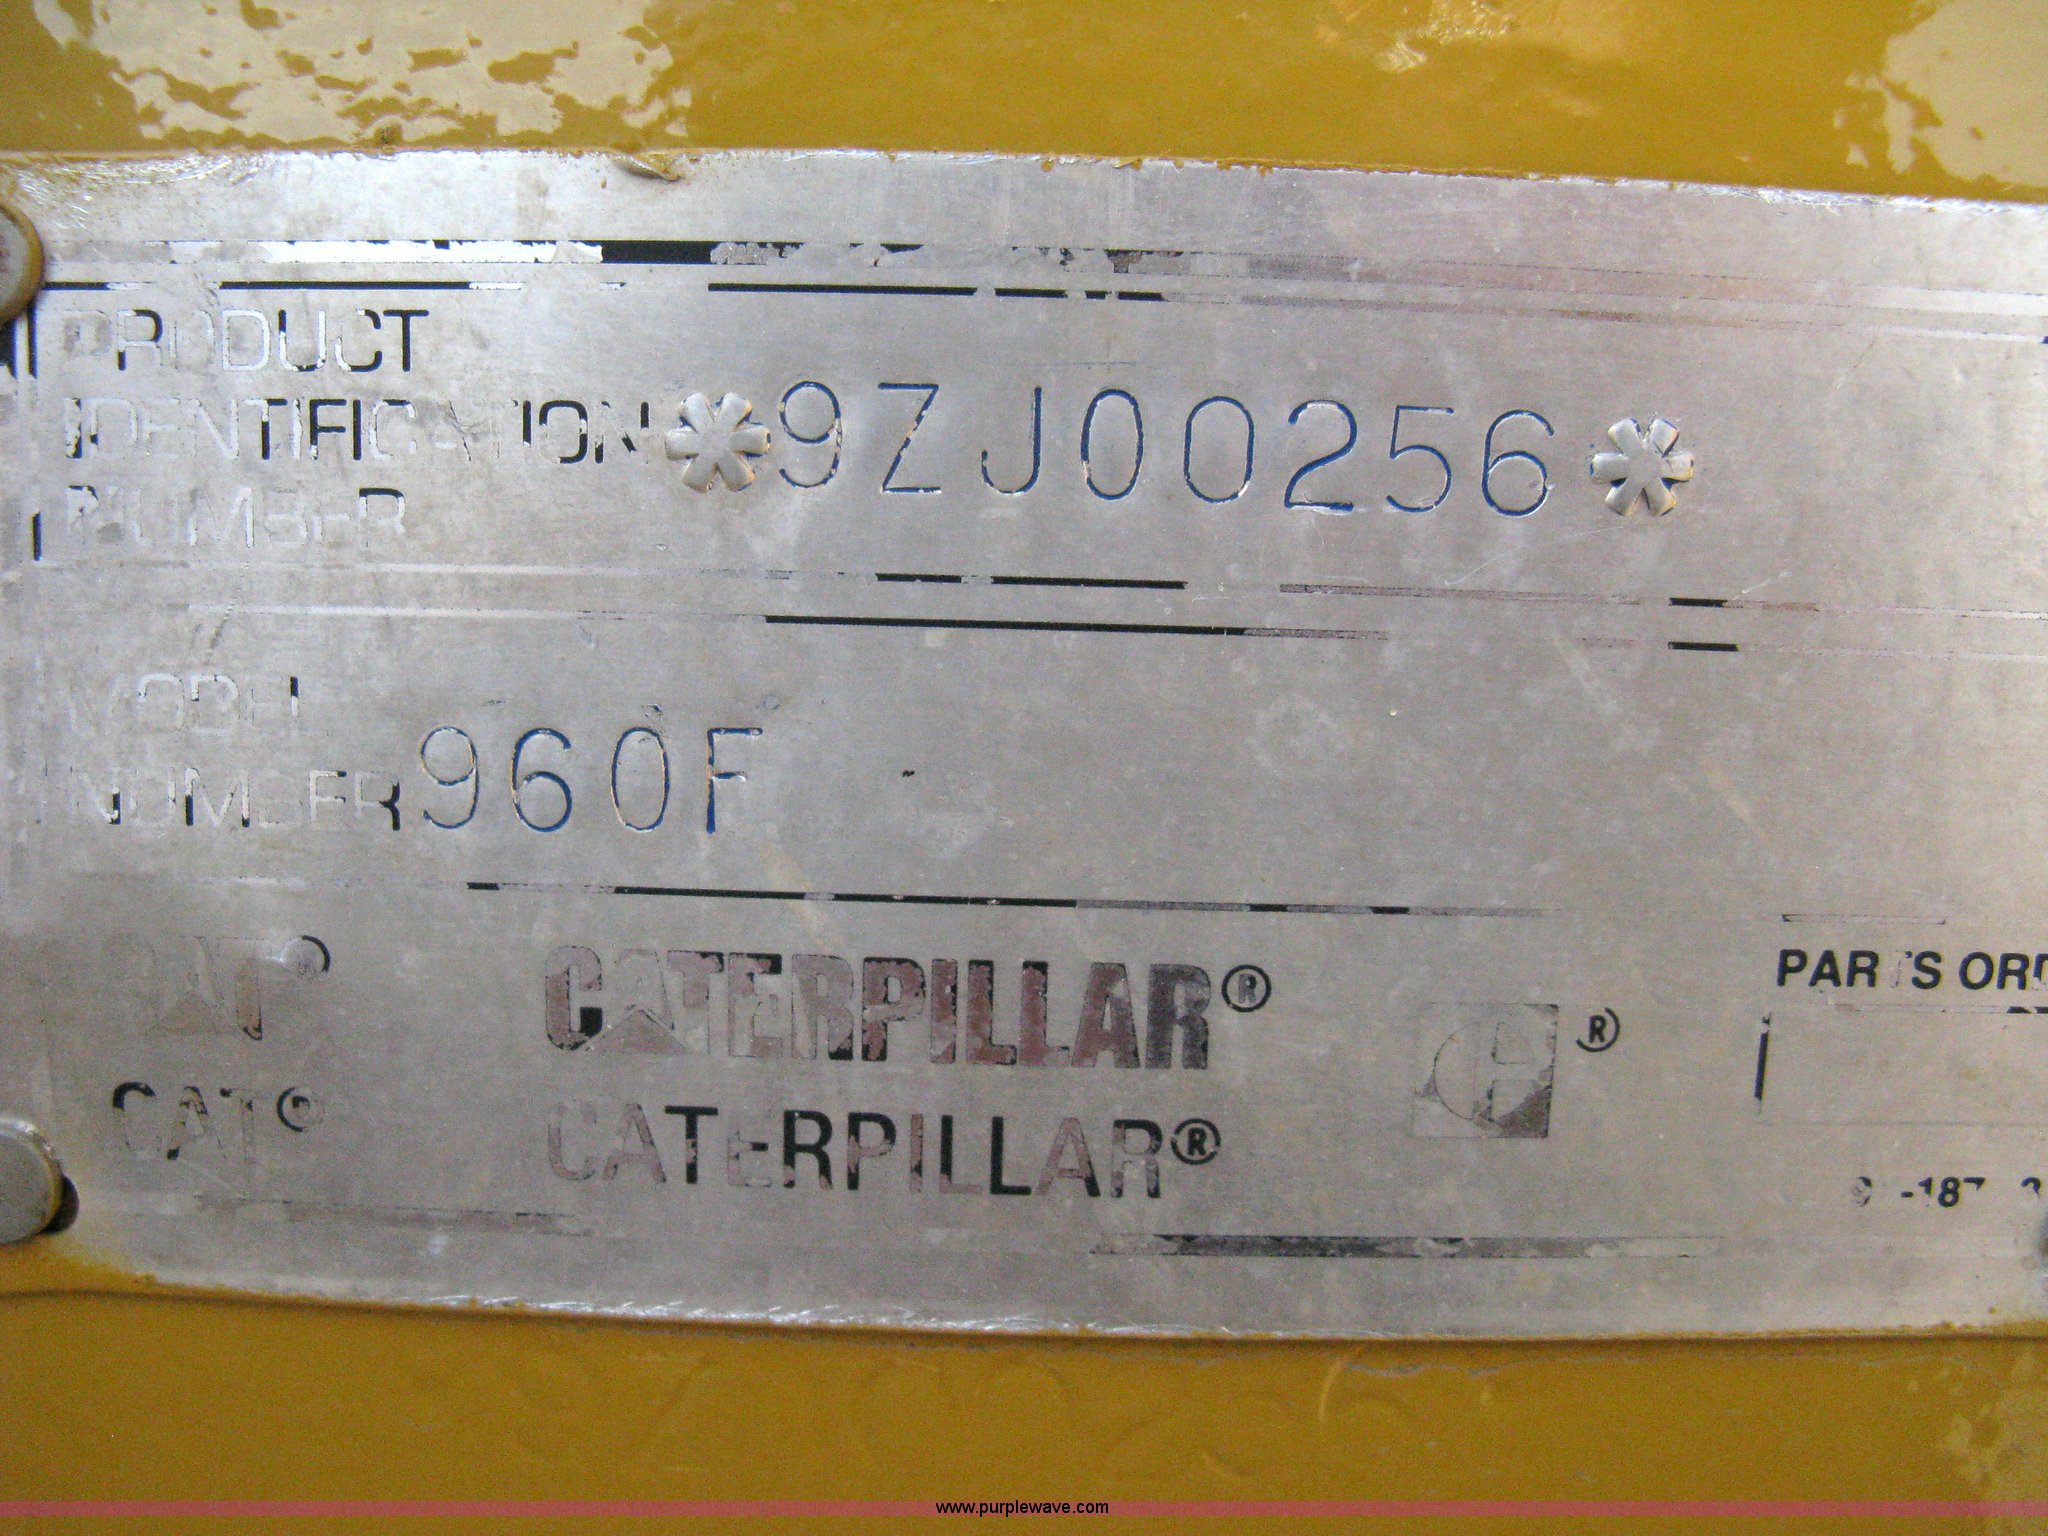 PRODUCT
IDENTIFICATION
NUMBER
*9ZJ00256*
MODEL
NUMBER
960F
CAT®
CATERPILLAR®
®
CAT®
CATERPILLAR®
PARTS ORD
www.purplewave.com